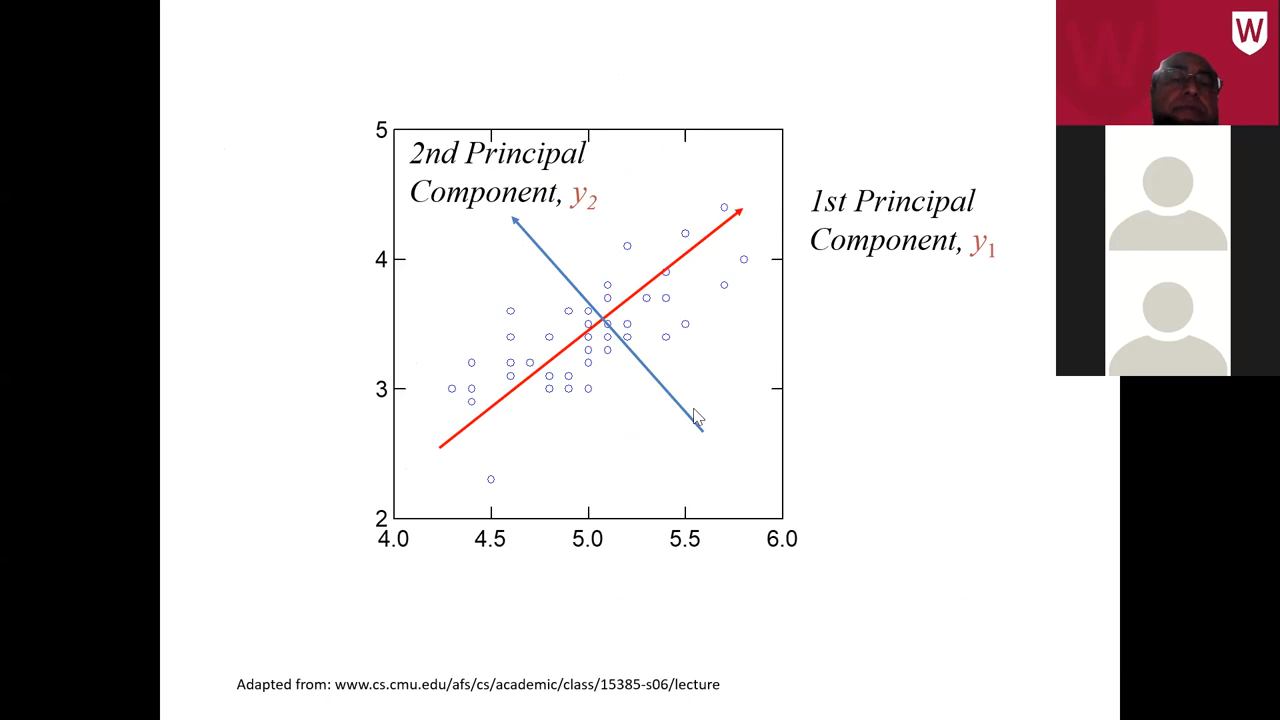 W
5
2nd Principal
Component, y2
1st Principal
Component, y1
4
3
2
4.0 4.5 5.0 5.5 6.0
Adapted from: www.cs.cmu.edu/afs/cs/academic/class/15385-s06/lecture